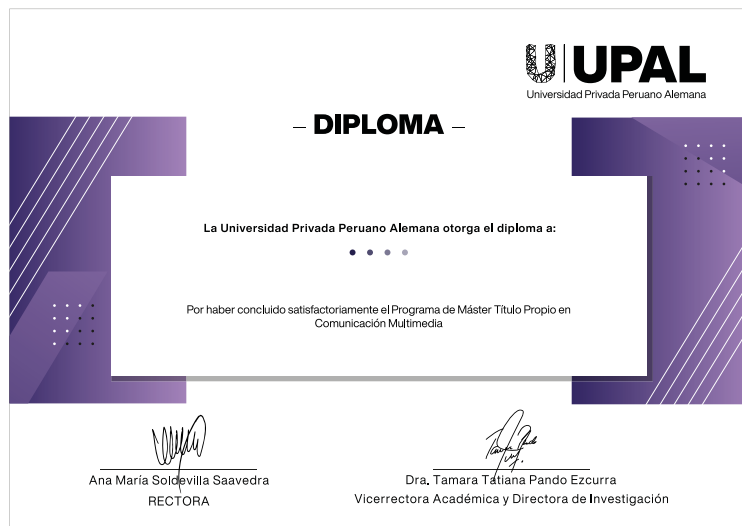 UPAL
Universidad Privada Peruano Alemana
– DIPLOMA –
La Universidad Privada Peruano Alemana otorga el diploma a:
Por haber concluido satisfactoriamente el Programa de Máster Título Propio en
Comunicación Multimedia
Ana María Soldevilla Saavedra
RECTORA
Dra. Tamara Tatiana Pando Ezcurra
Vicerrectora Académica y Directora de Investigación